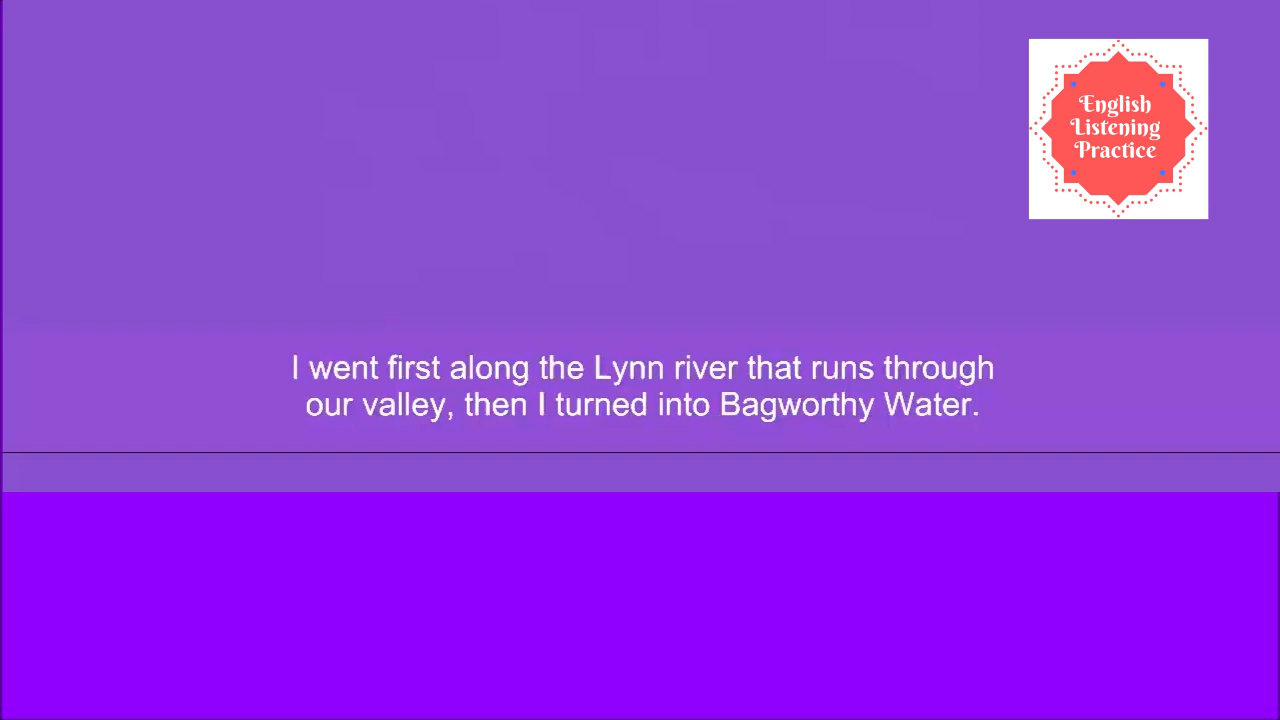 English
Listening
Practice
I went first along the Lynn river that runs through
our valley, then I turned into Bagworthy Water.